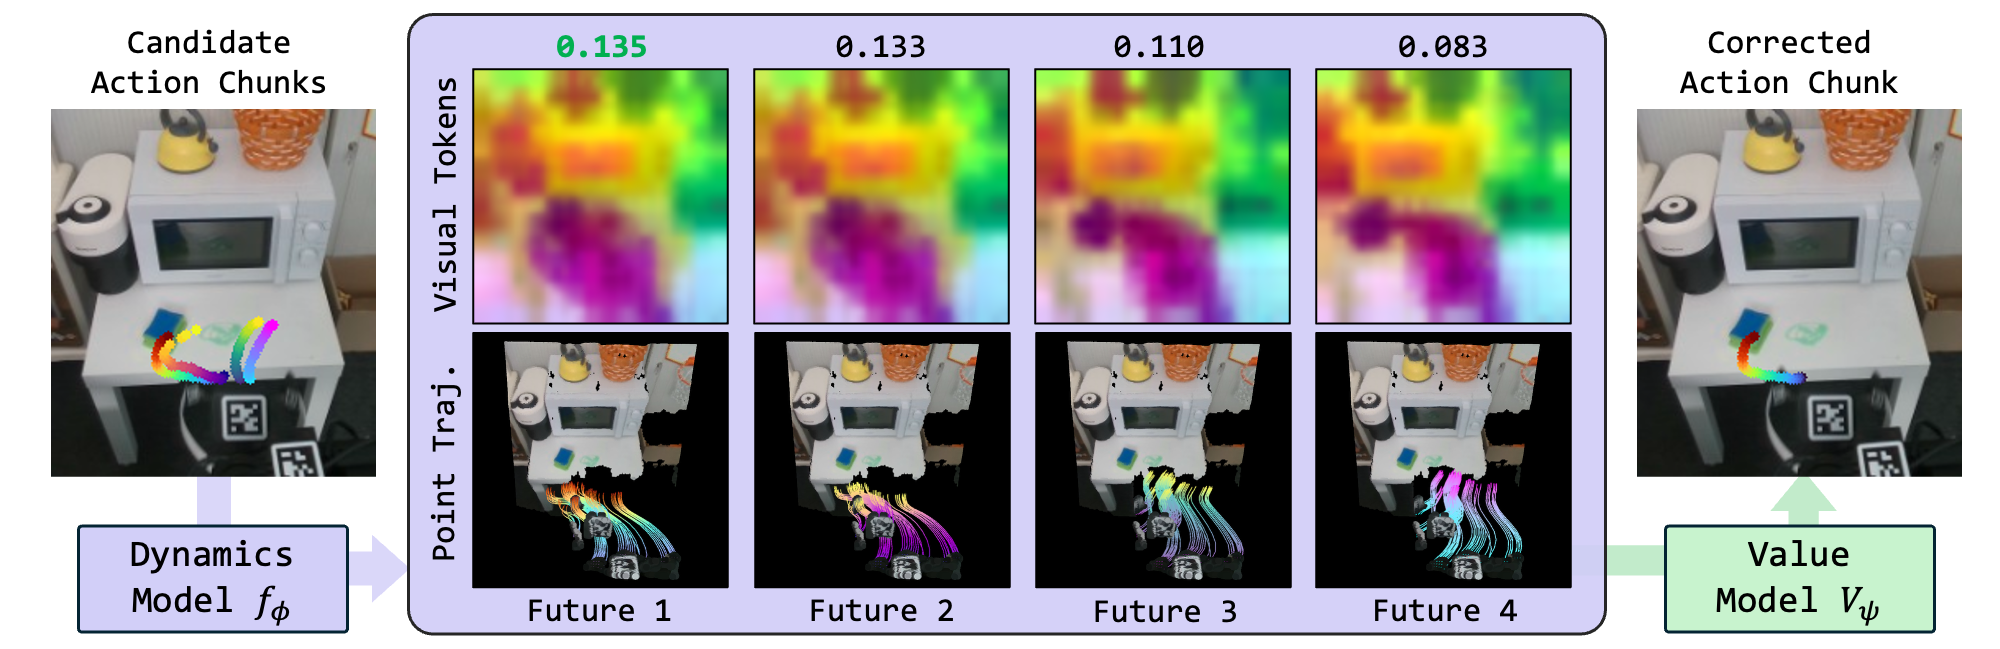 Candidate
Action Chunks
Dynamics
Model fϕ
Visual Tokens
Point Traj.
0.135
0.133
0.110
0.083
Future 1
Future 2
Future 3
Future 4
Corrected
Action Chunk
Value
Model Vψ